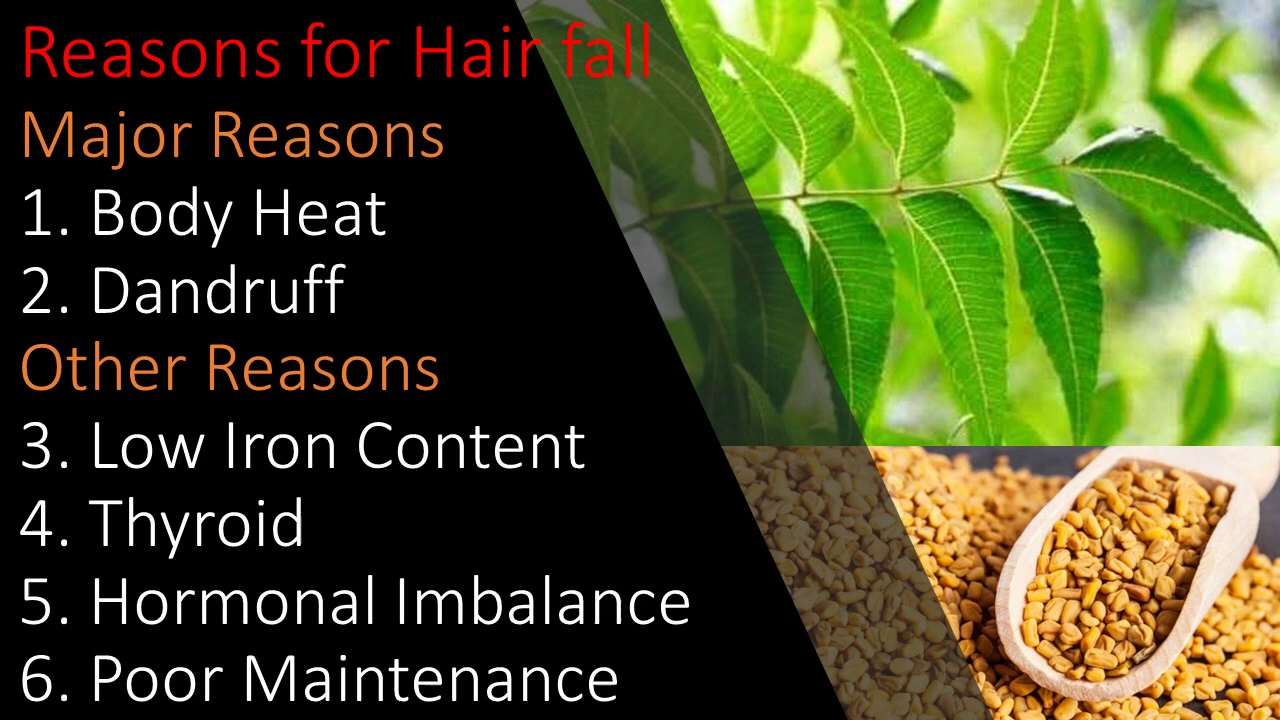 Reasons for Hair fall
Major Reasons
1. Body Heat
2. Dandruff
Other Reasons
3. Low Iron Content
4. Thyroid
5. Hormonal Imbalance
6. Poor Maintenance